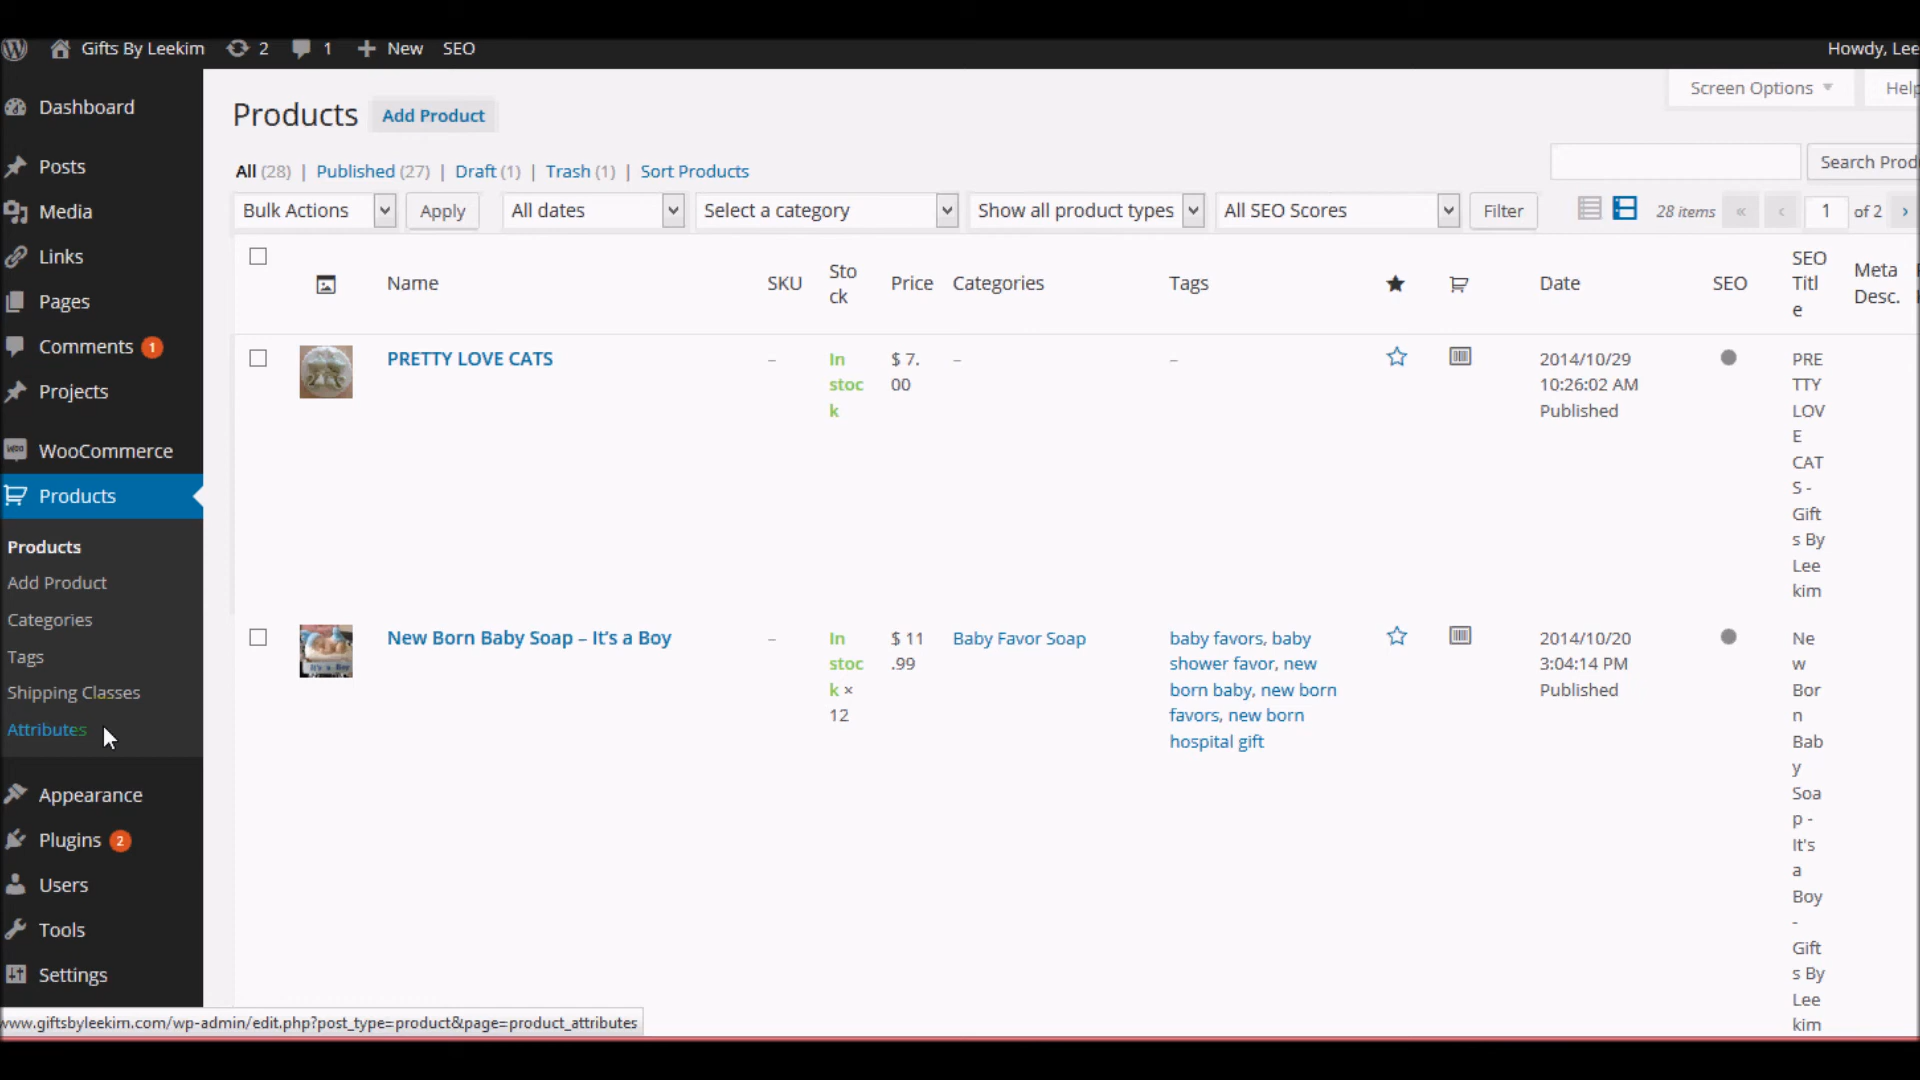 Gifts By Leekim 2 1 New SEO Howdy, Lee
Dashboard
Posts
Media
Links
Pages
Comments 1
Projects
WooCommerce
Products
Products
Add Product
Categories
Tags
Shipping Classes
Attributes
Appearance
Plugins 2
Users
Tools
Settings
Screen Options Help
Products Add Product
All (28) | Published (27) | Draft (1) | Trash (1) | Sort Products
Search Prod
Bulk Actions Apply All dates Select a category Show all product types All SEO Scores Filter 28 items « ‹ 1 of 2 ›
Name
SKU
Sto
ck
Price
Categories
Tags
Date
SEO
SEO
Titl
e
Meta
Desc.
PRETTY LOVE CATS
–
In
stoc
k
$ 7.
00
–
–
2014/10/29
10:26:02 AM
Published
PRE
TTY
LOV
E
CAT
S -
Gift
s By
Lee
kim
New Born Baby Soap – It's a Boy
–
In
stoc
k ×
12
$ 11
.99
Baby Favor Soap
baby favors, baby
shower favor, new
born baby, new born
favors, new born
hospital gift
2014/10/20
3:04:14 PM
Published
Ne
w
Bor
n
Bab
y
Soa
p -
It's
a
Boy
-
Gift
s By
Lee
kim
www.giftsbyleekim.com/wp-admin/edit.php?post_type=product&page=product_attributes